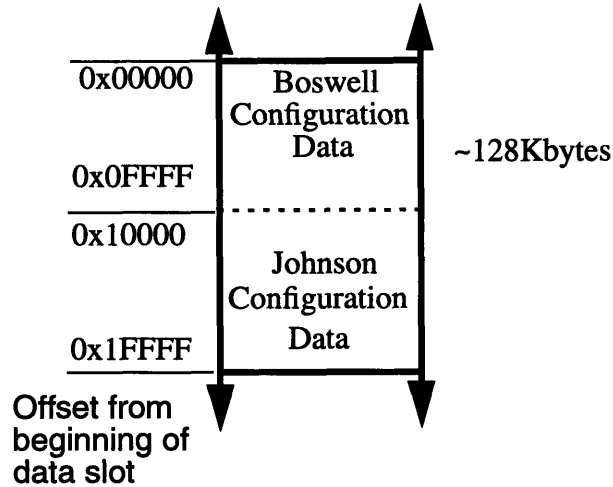 0x00000
Boswell
Configuration
Data
~128Kbytes
0x0FFFF
0x10000
Johnson
Configuration
Data
0x1FFFF
Offset from
beginning of
data slot